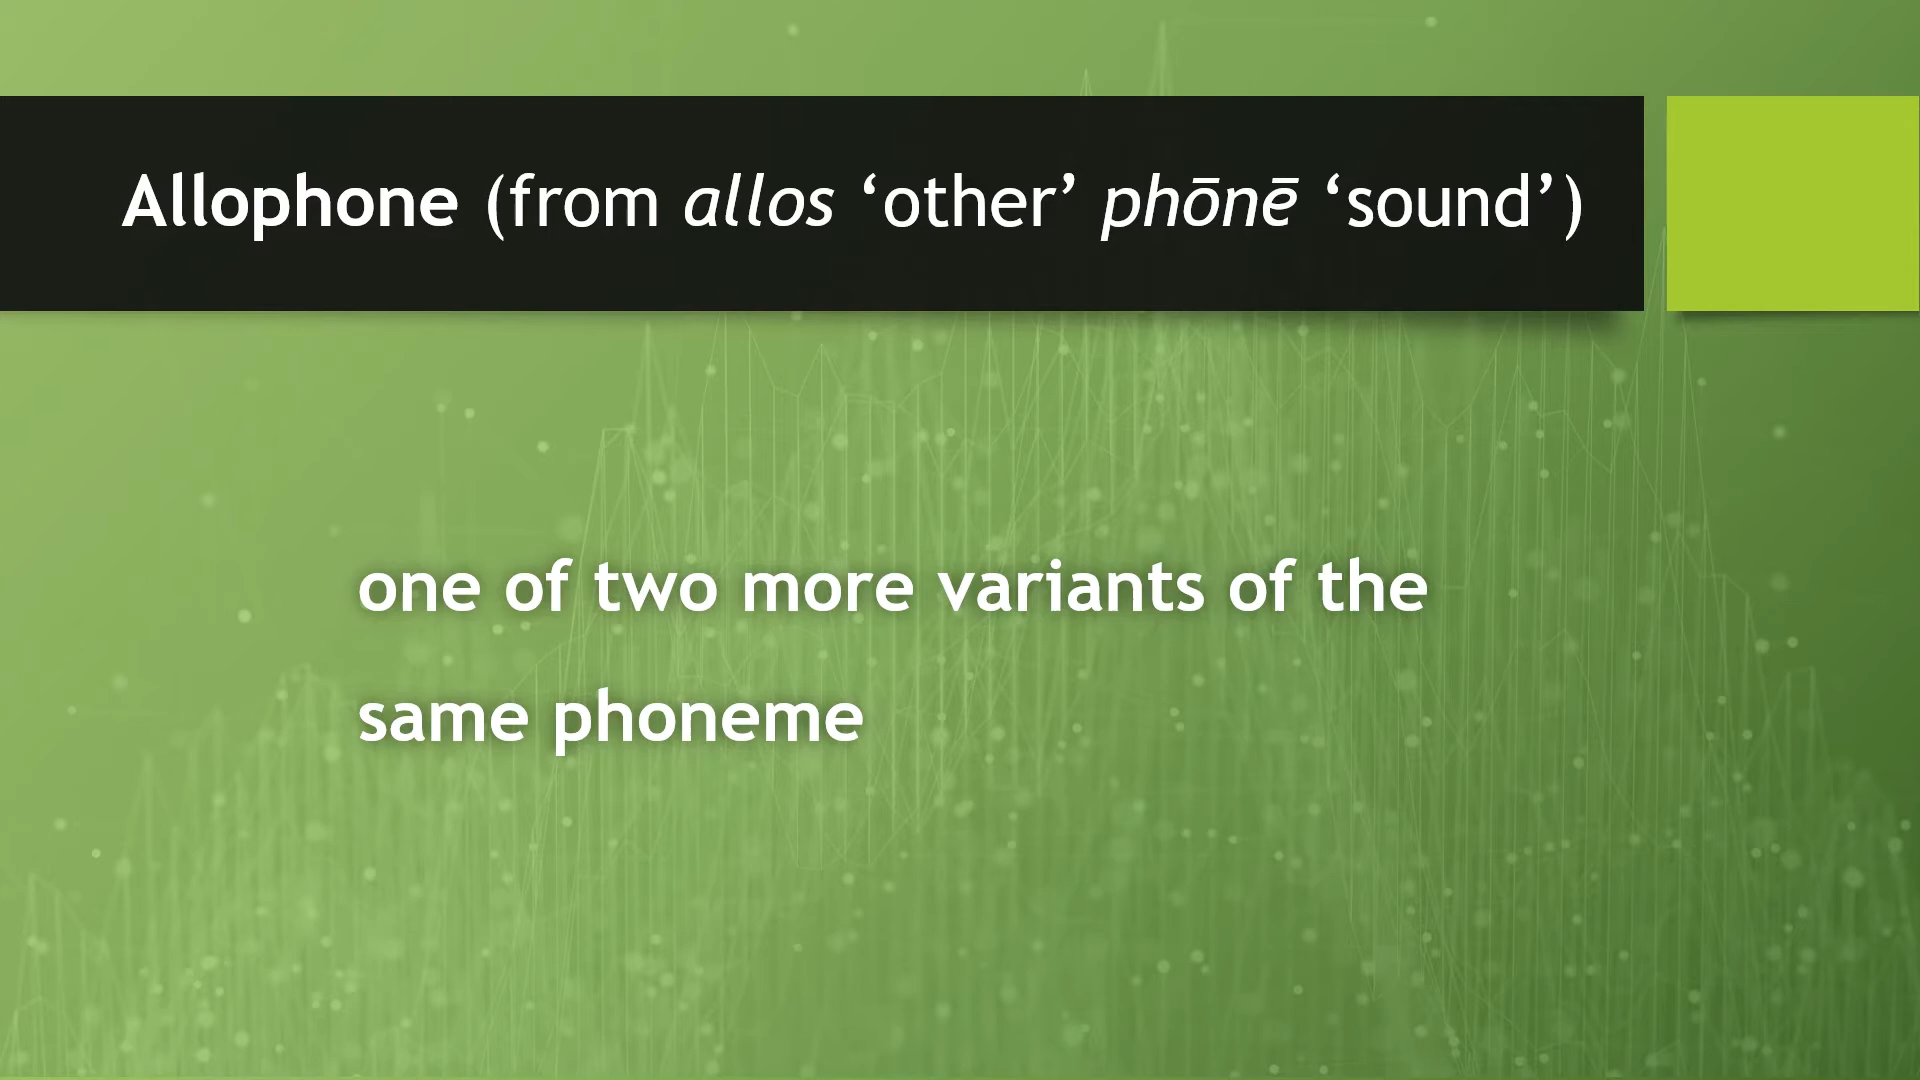 Allophone (from allos ‘other’ phōnē ‘sound’)
one of two more variants of the
same phoneme